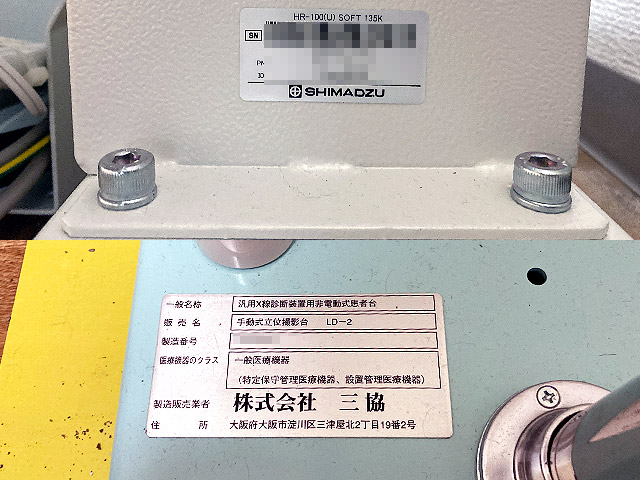 HR-100(U) SOFT 135K
SN
PN
ID
SHIMADZU
一般名称 汎用X線診断装置用非電動式患者台
販売名 手動式立位撮影台 LD-2
製造番号
医療機器のクラス 一般医療機器
(特定保守管理医療機器、設置管理医療機器)
製造販売業者 株式会社 三協
住所 大阪府大阪市淀川区三津屋北2丁目19番2号